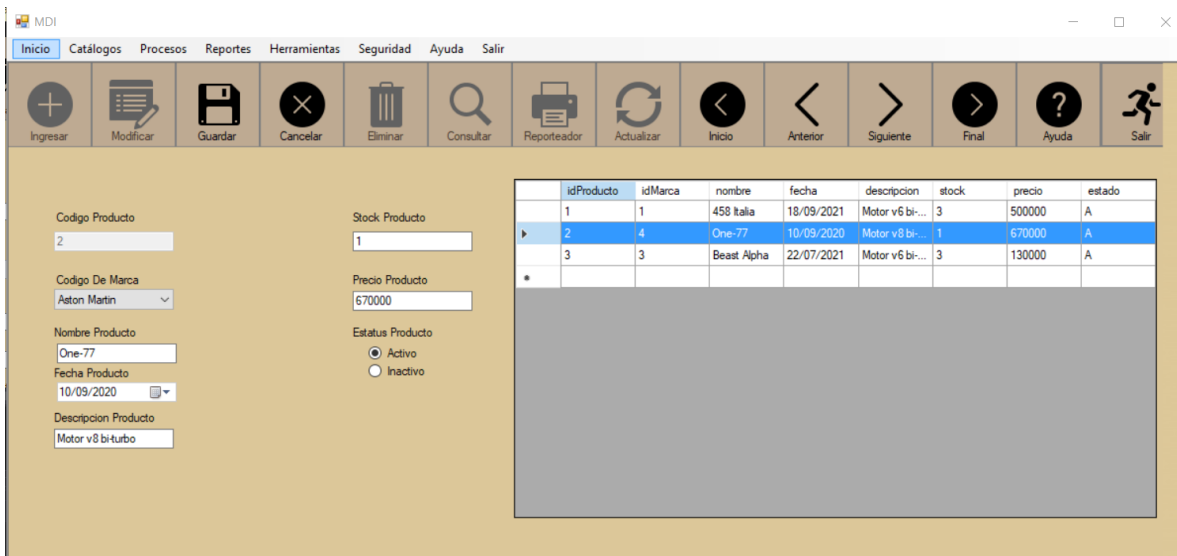 MDI
Inicio Catálogos Procesos Reportes Herramientas Seguridad Ayuda Salir
Ingresar Modificar Guardar Cancelar Eliminar Consultar Reporteador Actualizar Inicio Anterior Siguiente Final Ayuda Salir
Codigo Producto
2
Codigo De Marca
Aston Martin
Nombre Producto
One-77
Fecha Producto
10/09/2020
Descripcion Producto
Motor v8 bi-turbo
Stock Producto
1
Precio Producto
670000
Estatus Producto
Activo
Inactivo
idProducto idMarca nombre fecha descripcion stock precio estado
1 1 458 Italia 18/09/2021 Motor v6 bi-... 3 500000 A
2 4 One-77 10/09/2020 Motor v8 bi-... 1 670000 A
3 3 Beast Alpha 22/07/2021 Motor v6 bi-... 3 130000 A